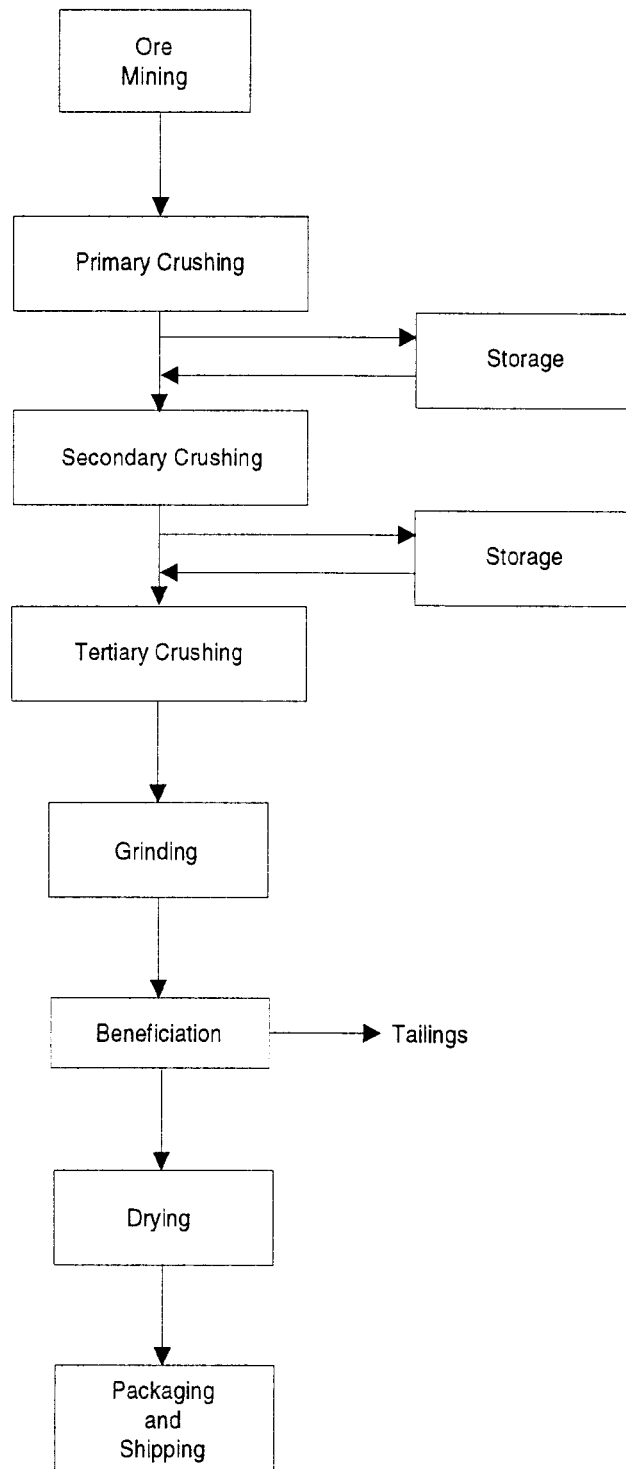 Ore
Mining
Primary Crushing
Storage
Secondary Crushing
Storage
Tertiary Crushing
Grinding
Beneficiation
Tailings
Drying
Packaging
and
Shipping